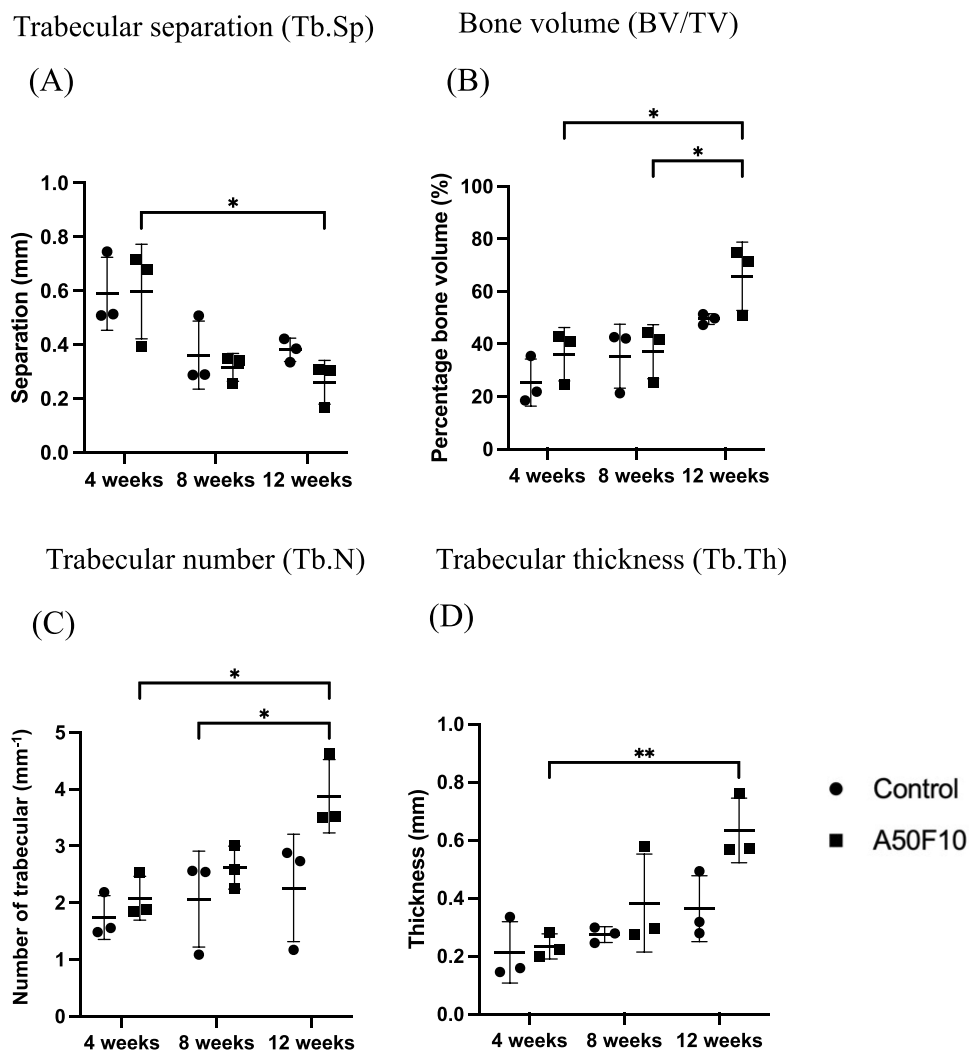 Trabecular separation (Tb.Sp)
Bone volume (BV/TV)
(A)
(B)
*
Separation (mm)
1.0
0.8
0.6
0.4
0.2
0.0
4 weeks 8 weeks 12 weeks
*
*
Percentage bone volume (%)
100
80
60
40
20
0
4 weeks 8 weeks 12 weeks
Trabecular number (Tb.N)
Trabecular thickness (Tb.Th)
(C)
(D)
*
*
Number of trabecular (mm⁻¹)
5
4
3
2
1
0
4 weeks 8 weeks 12 weeks
**
Thickness (mm)
1.0
0.8
0.6
0.4
0.2
0.0
4 weeks 8 weeks 12 weeks
Control
A50F10